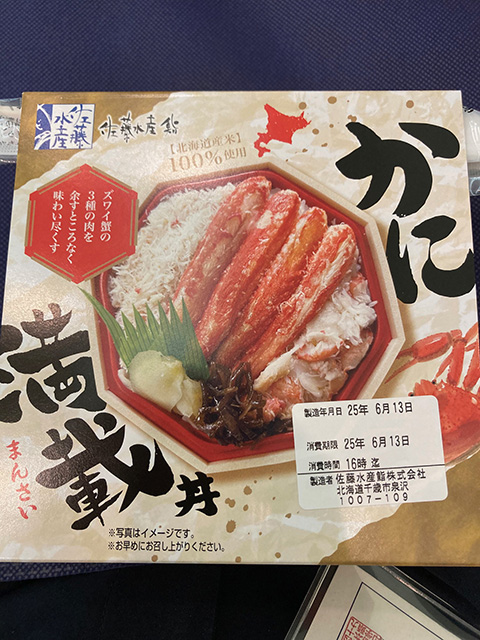 佐藤
水産
佐藤水産 鮨
【北海道産米】
100%使用
かに
満載丼
まんさい
ズワイ蟹の
3種の肉を
余すところなく
味わい尽くす
製造年月日 25年 6月13日
消費期限 25年 6月13日
消費時間 16時 迄
製造者 佐藤水産鮨株式会社
北海道千歳市泉沢
1007-109
※写真はイメージです。
※お早めにお召し上がりください。